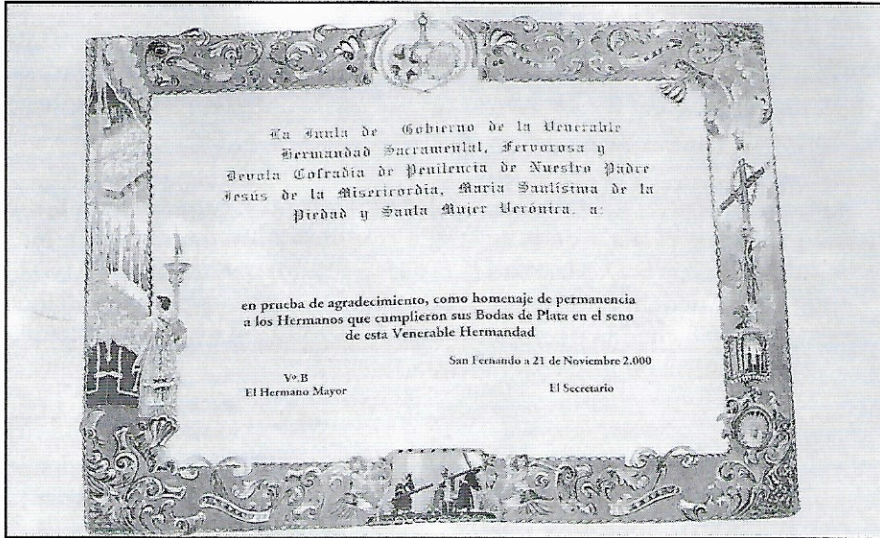 La Junta de Gobierno de la Venerable
Hermandad Sacramental, Fervorosa y
Devota Cofradía de Penitencia de Nuestro Padre
Jesús de la Misericordia, María Santísima de la
Piedad y Santa Mujer Verónica, a:
en prueba de agradecimiento, como homenaje de permanencia
a los Hermanos que cumplieron sus Bodas de Plata en el seno
de esta Venerable Hermandad
San Fernando a 21 de Noviembre 2.000
Vº.B
El Hermano Mayor
El Secretario